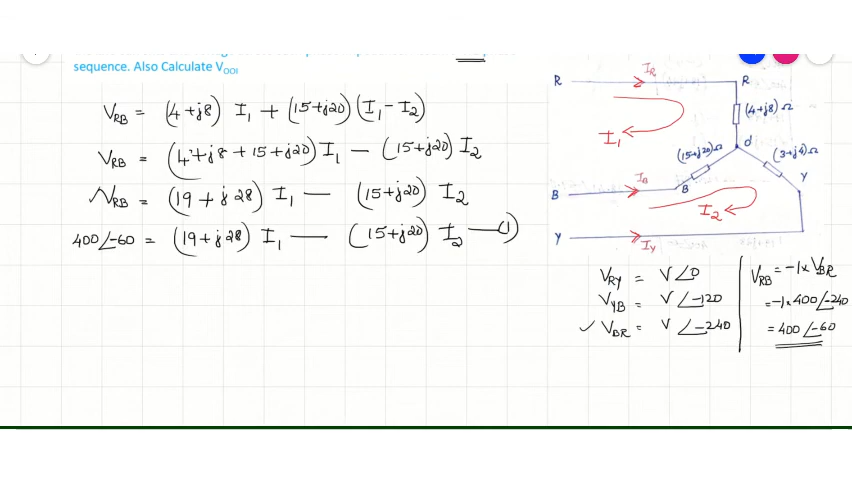 sequence. Also Calculate V_OO|
V_RB = (4+j8) I_1 + (15+j20) (I_1 - I_2)
V_RB = (4+j8+15+j20) I_1 - (15+j20) I_2
V_RB = (19+j28) I_1 - (15+j20) I_2
400∠-60 = (19+j28) I_1 - (15+j20) I_2 -(1)
R
I_R
R
(4+j8)Ω
I_1
O'
(15+j20)Ω
(3+j4)Ω
Y
B
I_B
B
I_2
Y
I_Y
V_RY = V∠0
V_YB = V∠-120
✓ V_BR = V∠-240
V_RB = -1 x V_BR
= -1 x 400∠-240
= 400∠-60